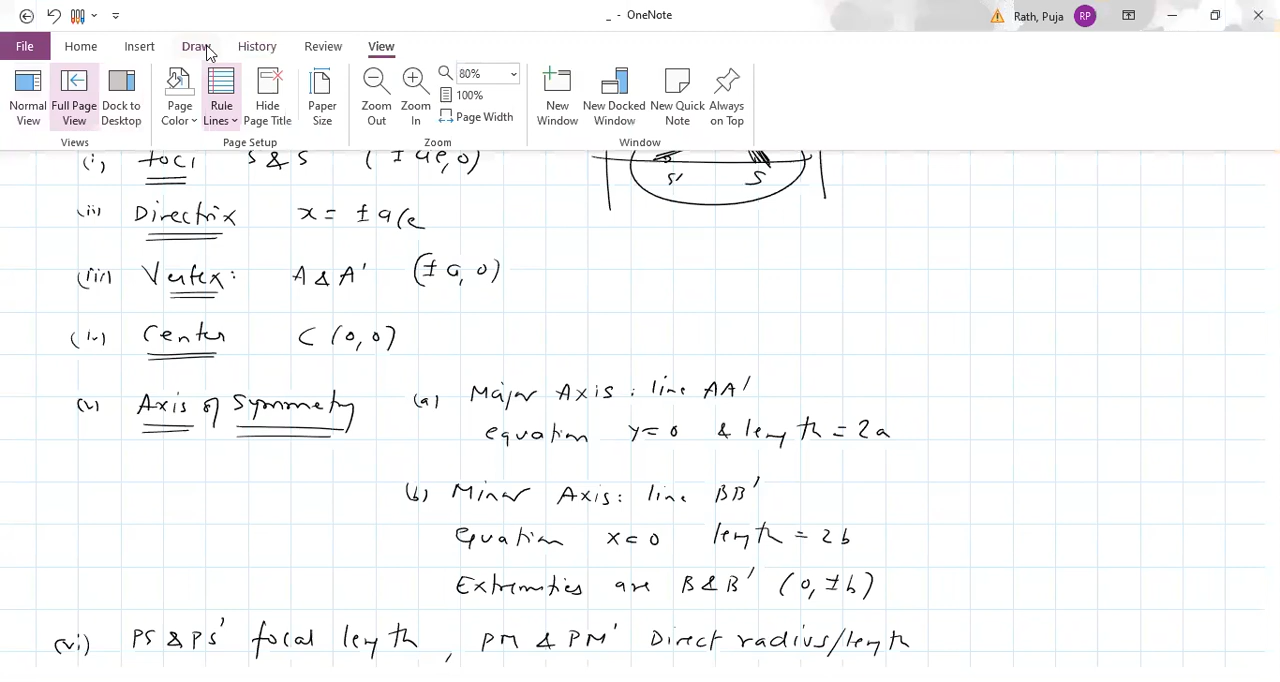 _ - OneNote
Rath, Puja
RP
File Home Insert Draw History Review View
Normal View
Full Page View
Dock to Desktop
Views
Page Color
Rule Lines
Hide Page Title
Paper Size
Page Setup
Zoom Out
Zoom In
80%
100%
Page Width
Zoom
New Window
New Docked Window
New Quick Note
Always on Top
Window
(i) foci S & S (± ae, 0)
S' S
(ii) Directrix x = ± a/e
(iii) Vertex: A & A' (± a, 0)
(iv) Center C (0,0)
(v) Axis of Symmetry (a) Major Axis : line AA'
equation y=0 & length = 2a
(b) Minar Axis: line BB'
Equation x=0 length = 2b
Extremities are B & B' (0, ±b)
(vi) PS & PS' focal length , PM & PM' Direct radius/length